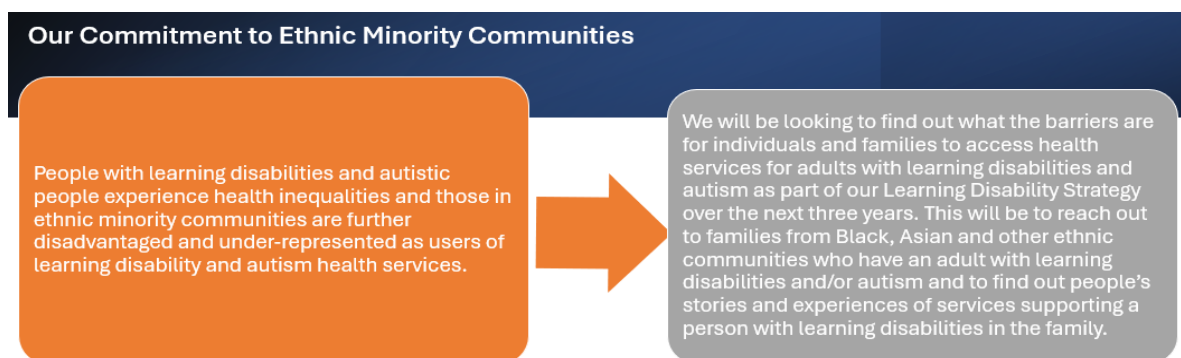 Our Commitment to Ethnic Minority Communities
People with learning disabilities and autistic
people experience health inequalities and those in
ethnic minority communities are further
disadvantaged and under-represented as users of
learning disability and autism health services.
We will be looking to find out what the barriers are
for individuals and families to access health
services for adults with learning disabilities and
autism as part of our Learning Disability Strategy
over the next three years. This will be to reach out
to families from Black, Asian and other ethnic
communities who have an adult with learning
disabilities and/or autism and to find out people’s
stories and experiences of services supporting a
person with learning disabilities in the family.